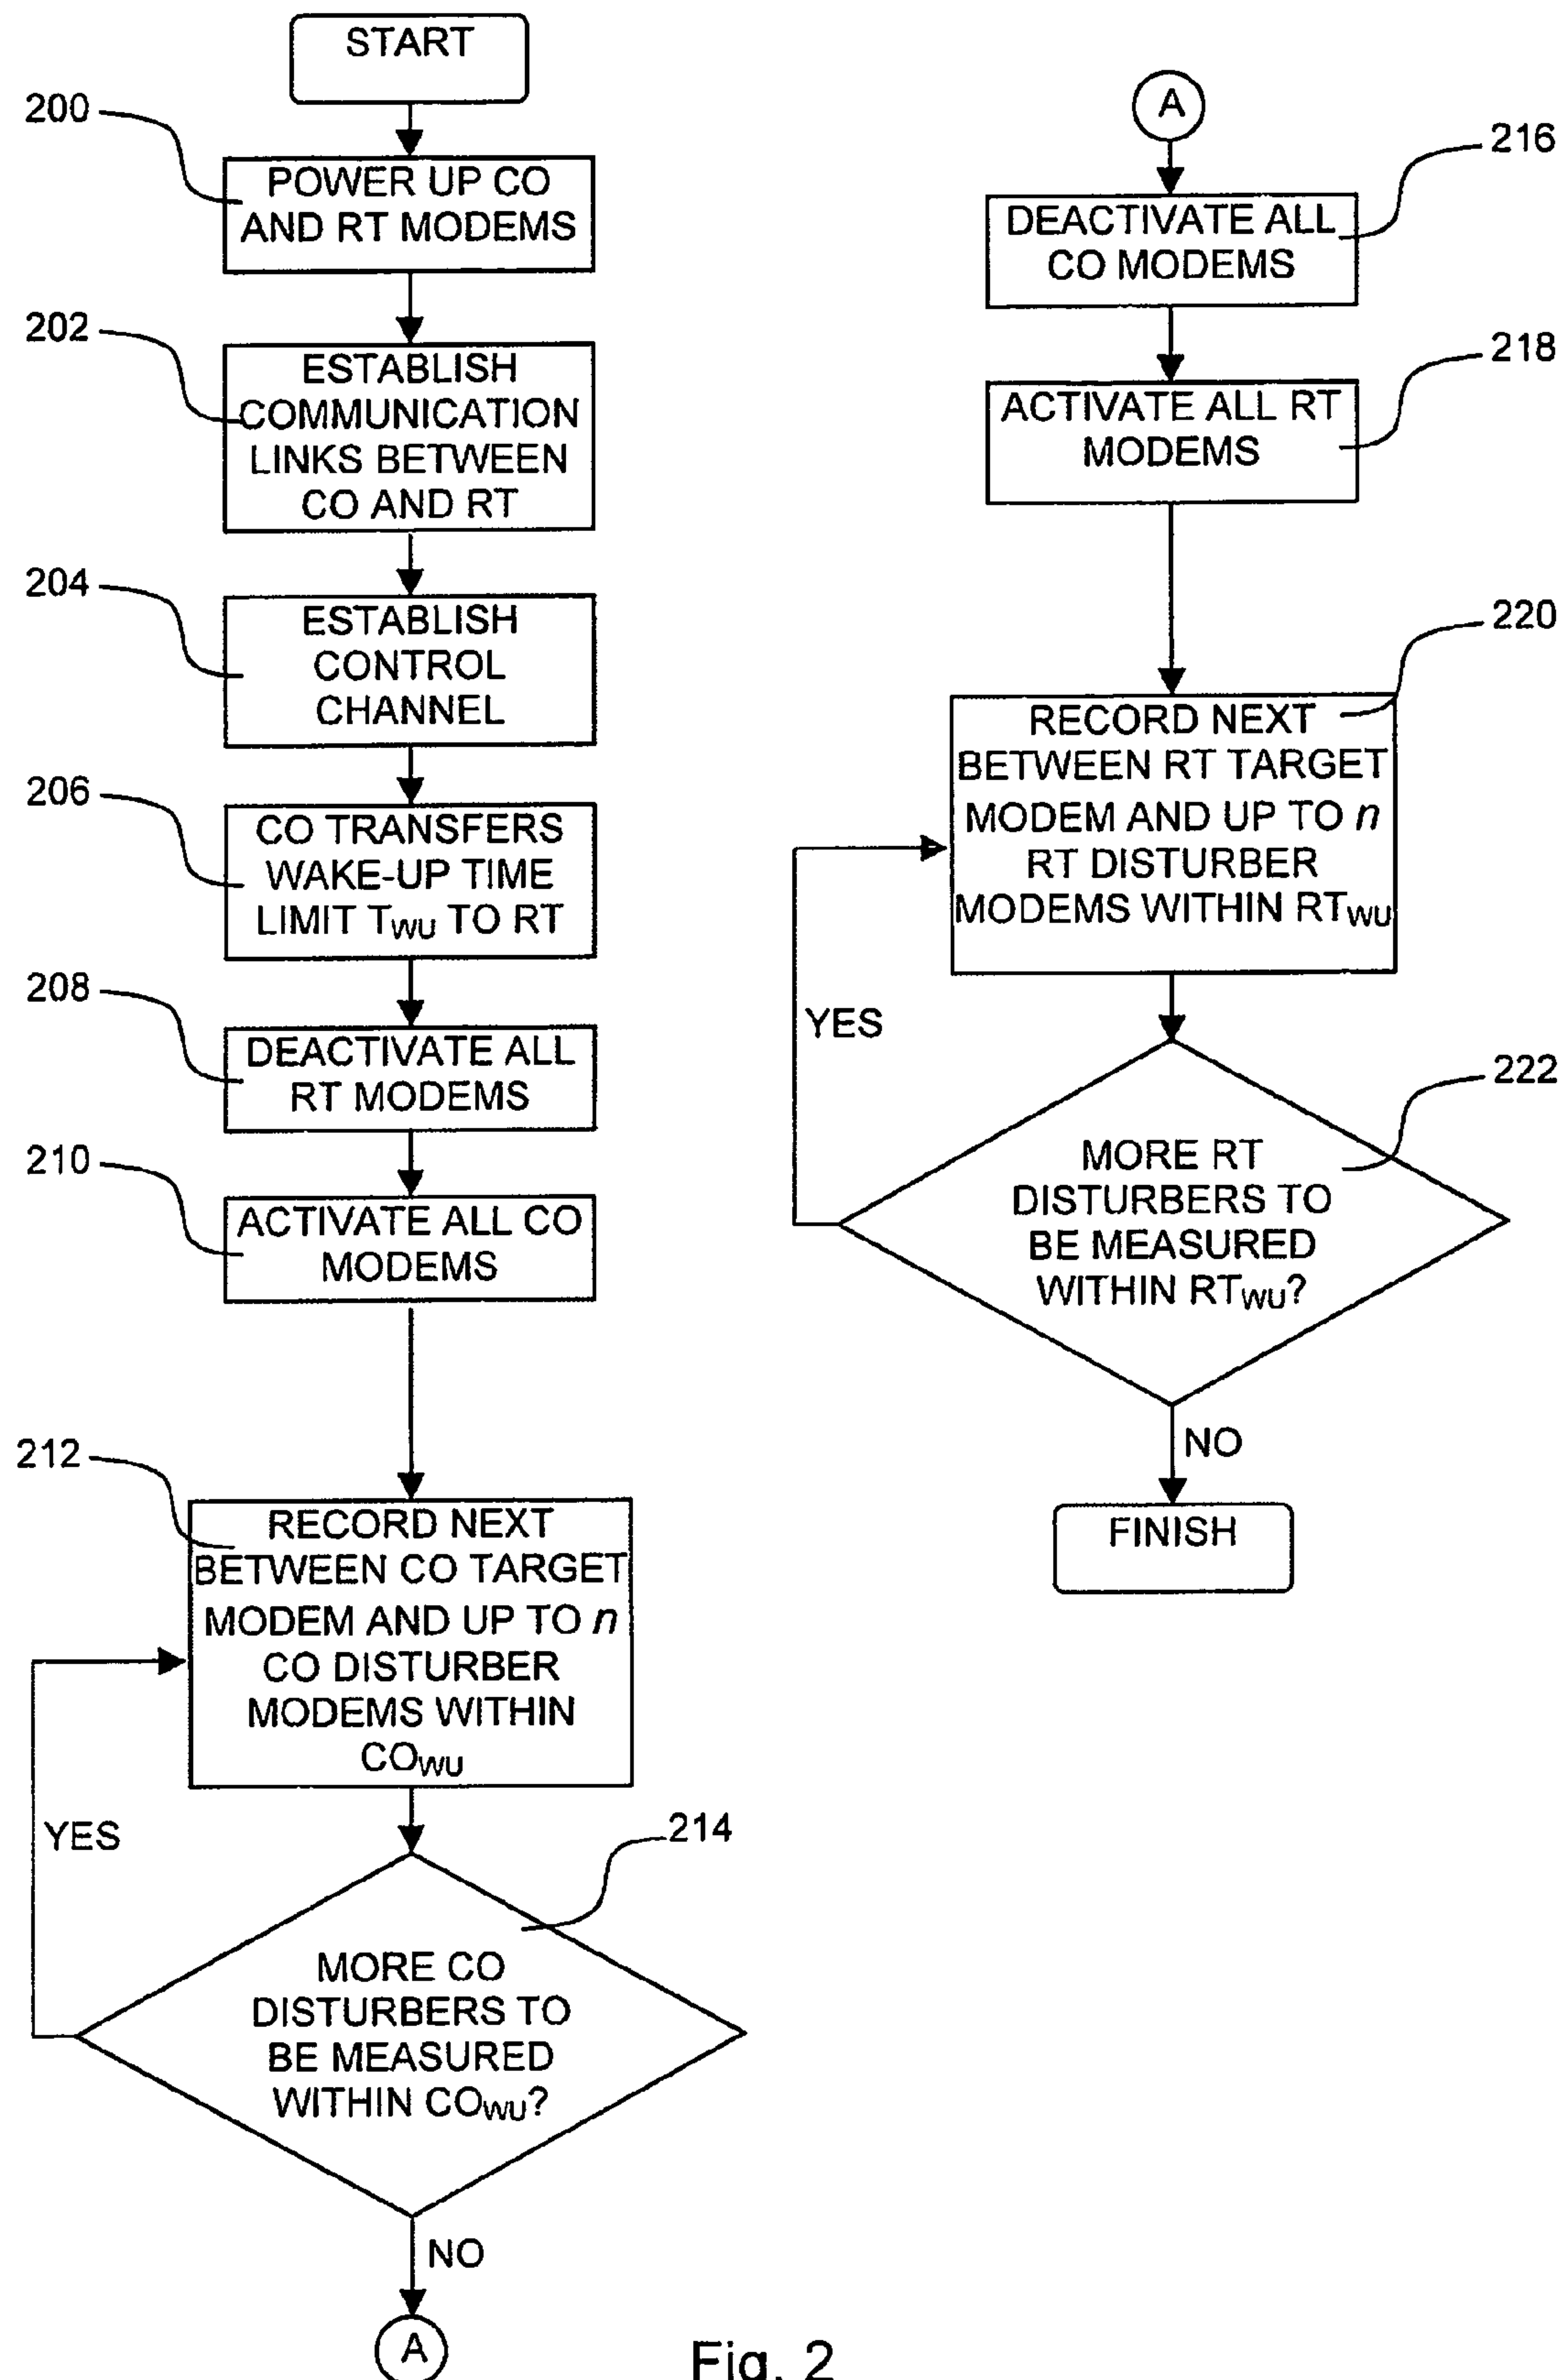 START
200
POWER UP CO
AND RT MODEMS
202
ESTABLISH
COMMUNICATION
LINKS BETWEEN
CO AND RT
204
ESTABLISH
CONTROL
CHANNEL
206
CO TRANSFERS
WAKE-UP TIME
LIMIT TWU TO RT
208
DEACTIVATE ALL
RT MODEMS
210
ACTIVATE ALL CO
MODEMS
212
RECORD NEXT
BETWEEN CO TARGET
MODEM AND UP TO n
CO DISTURBER
MODEMS WITHIN
COWU
YES
214
MORE CO
DISTURBERS TO
BE MEASURED
WITHIN COWU?
NO
A
A
216
DEACTIVATE ALL
CO MODEMS
218
ACTIVATE ALL RT
MODEMS
220
RECORD NEXT
BETWEEN RT TARGET
MODEM AND UP TO n
RT DISTURBER
MODEMS WITHIN RTWU
YES
222
MORE RT
DISTURBERS TO
BE MEASURED
WITHIN RTWU?
NO
FINISH
Fig. 2